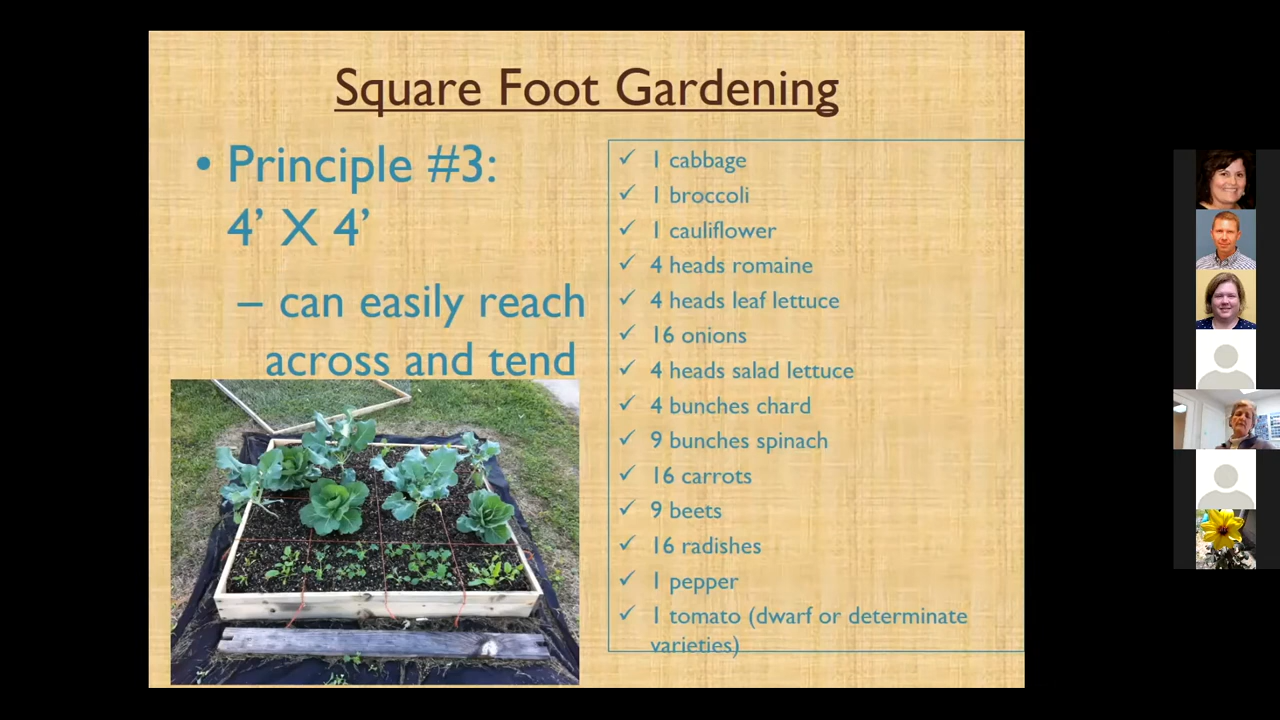 Square Foot Gardening
• Principle #3:
4’ X 4’
– can easily reach
across and tend
✓ 1 cabbage
✓ 1 broccoli
✓ 1 cauliflower
✓ 4 heads romaine
✓ 4 heads leaf lettuce
✓ 16 onions
✓ 4 heads salad lettuce
✓ 4 bunches chard
✓ 9 bunches spinach
✓ 16 carrots
✓ 9 beets
✓ 16 radishes
✓ 1 pepper
✓ 1 tomato (dwarf or determinate
varieties)